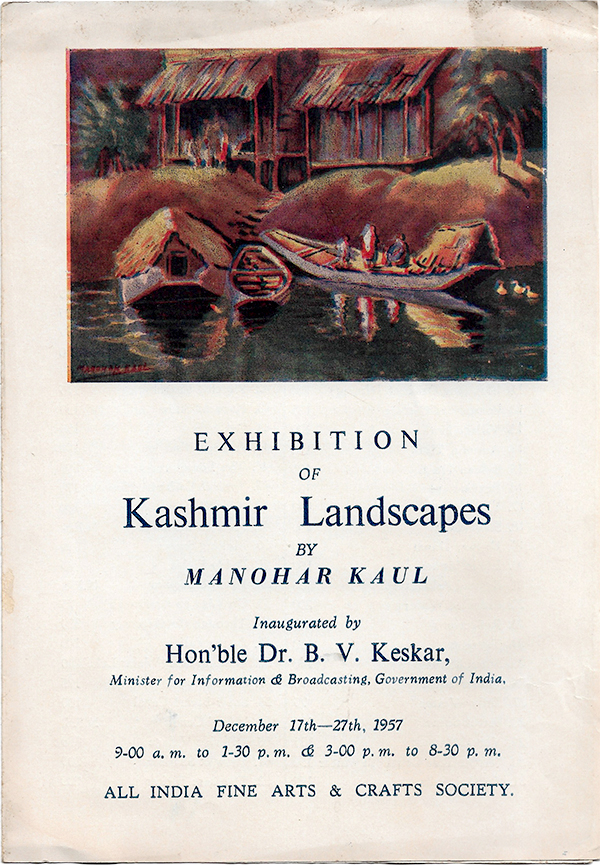 MANOHAR KAUL
EXHIBITION
OF
Kashmir Landscapes
BY
MANOHAR KAUL
Inaugurated by
Hon'ble Dr. B. V. Keskar,
Minister for Information & Broadcasting, Government of India,
December 17th—27th, 1957
9-00 a. m. to 1-30 p. m. & 3-00 p. m. to 8-30 p. m.
ALL INDIA FINE ARTS & CRAFTS SOCIETY.